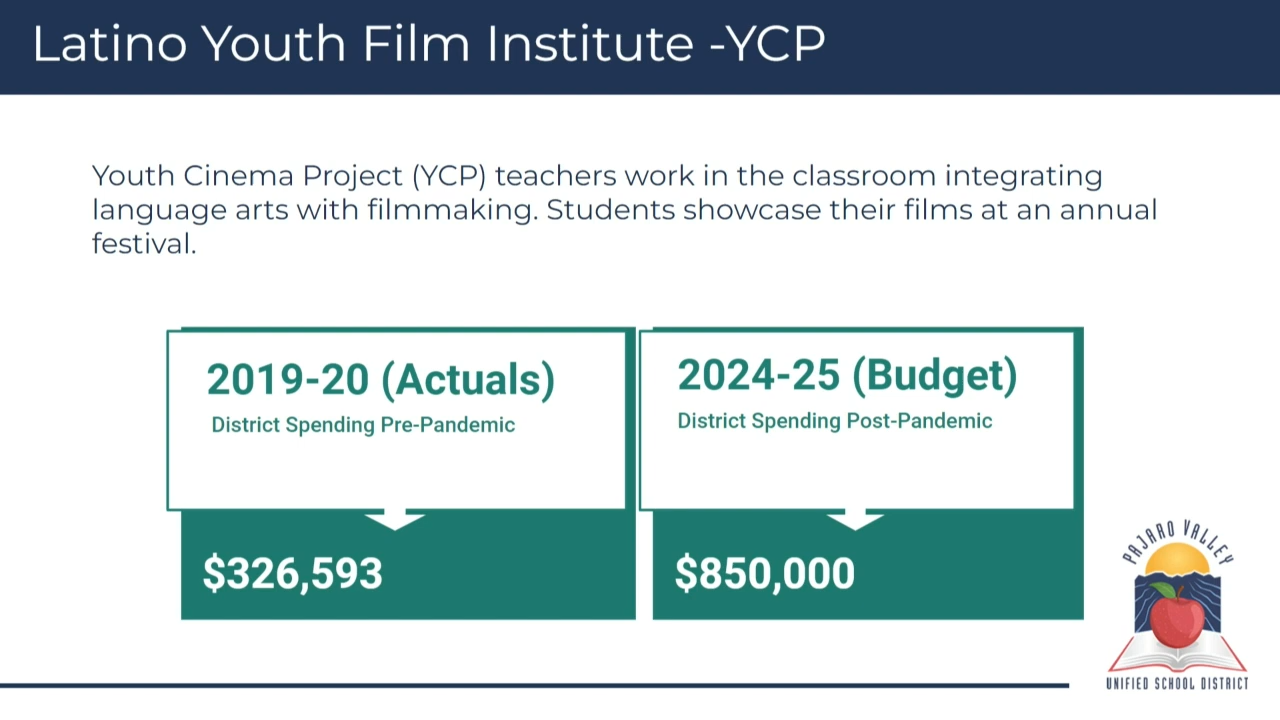 Latino Youth Film Institute -YCP
Youth Cinema Project (YCP) teachers work in the classroom integrating
language arts with filmmaking. Students showcase their films at an annual
festival.
2019-20 (Actuals)
District Spending Pre-Pandemic
$326,593
2024-25 (Budget)
District Spending Post-Pandemic
$850,000
PAJARO VALLEY
UNIFIED SCHOOL DISTRICT